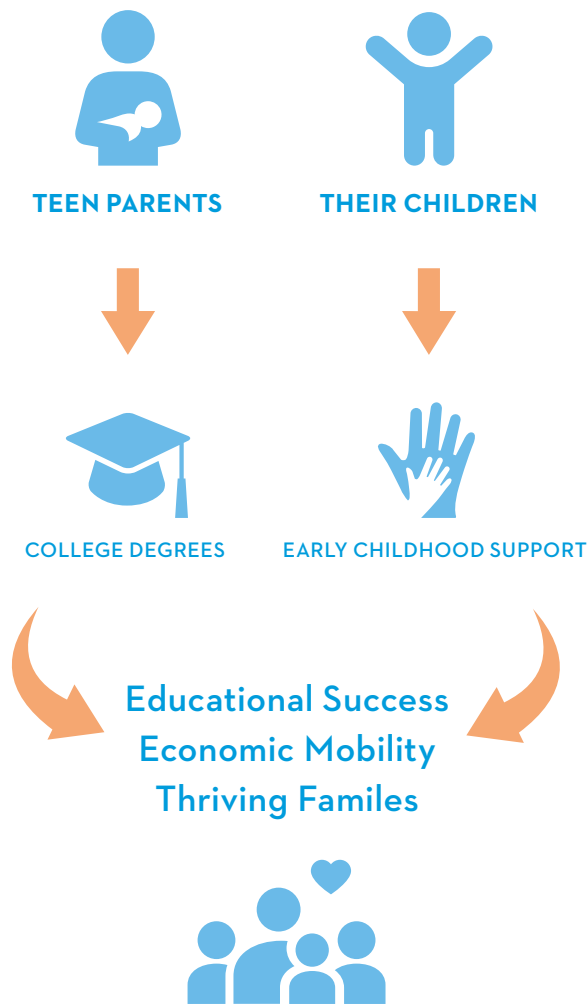 TEEN PARENTS
THEIR CHILDREN
COLLEGE DEGREES
EARLY CHILDHOOD SUPPORT
Educational Success
Economic Mobility
Thriving Familes